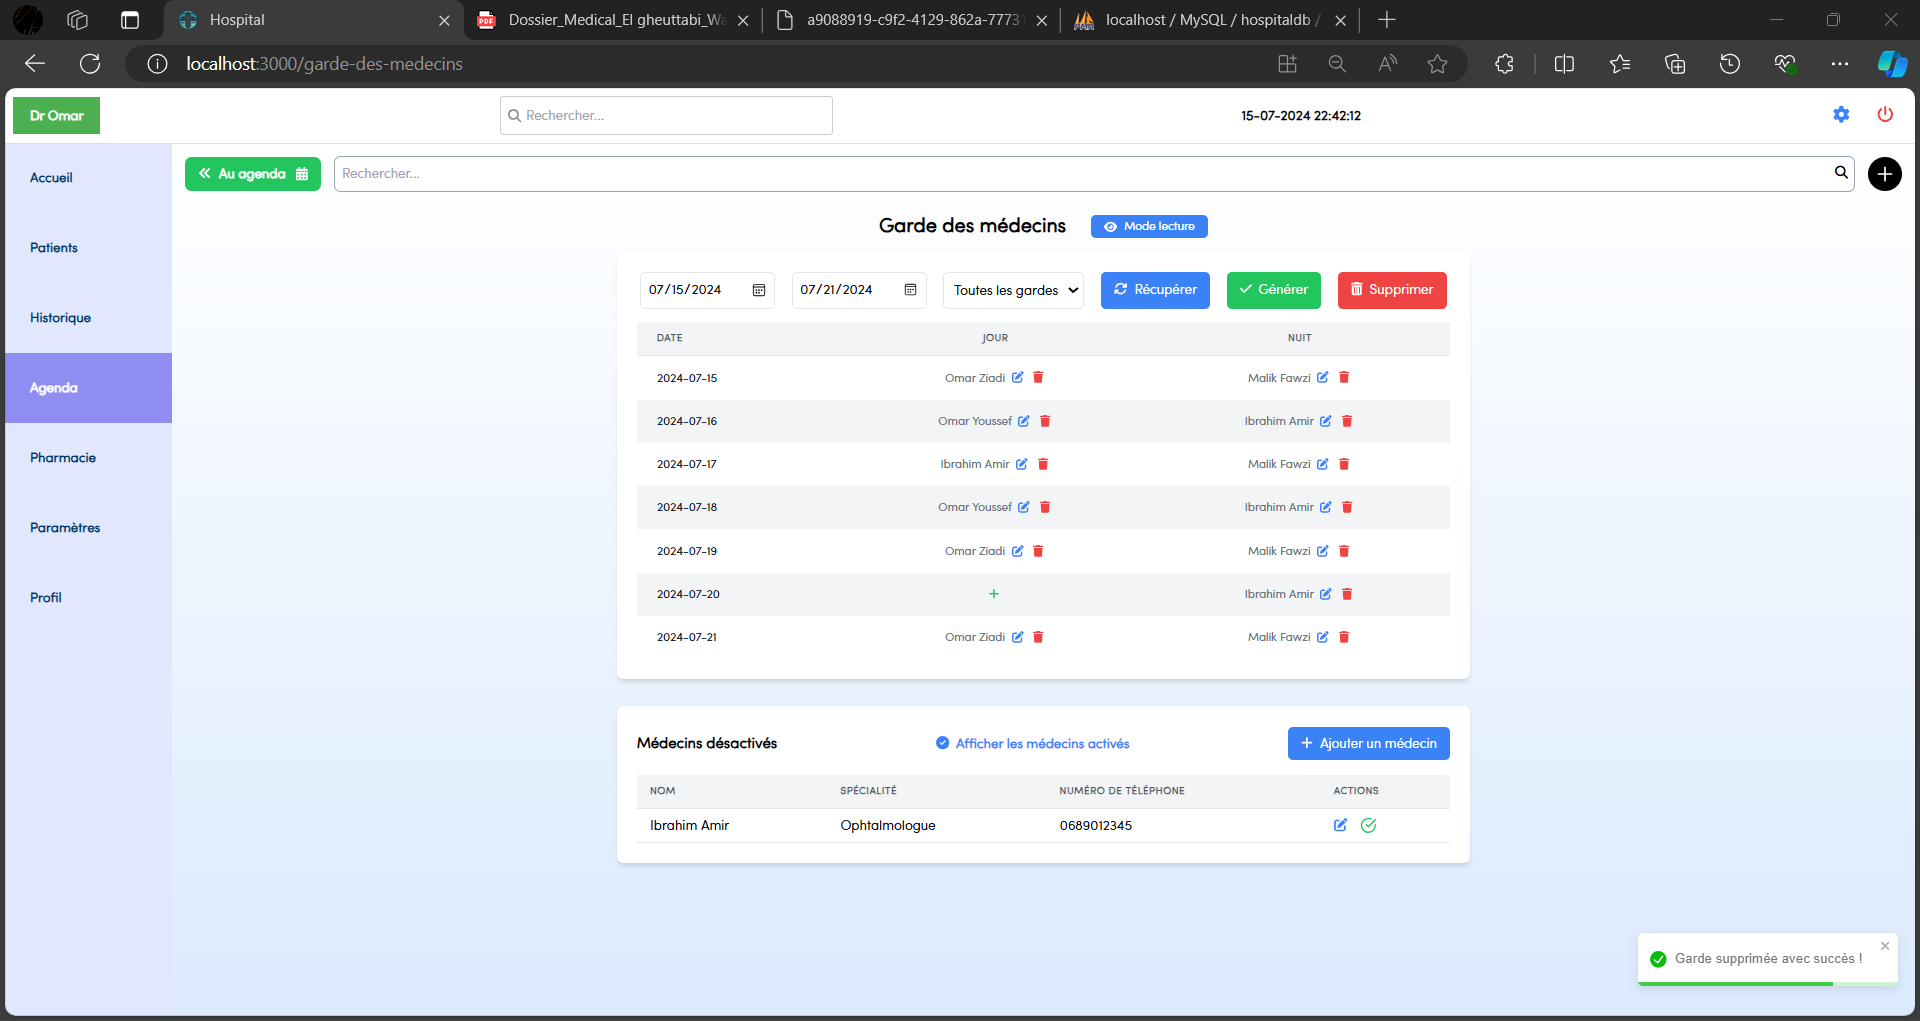 Hospital
Dossier_Medical_El gheuttabi_Wa
a9088919-c9f2-4129-862a-7773
localhost / MySQL / hospitaldb /
localhost:3000/garde-des-medecins
Dr Omar
Rechercher...
15-07-2024 22:42:12
Accueil
Patients
Historique
Agenda
Pharmacie
Paramètres
Profil
Au agenda
Rechercher...
Garde des médecins
Mode lecture
07/15/2024
07/21/2024
Toutes les gardes
Récupérer
Générer
Supprimer
DATE JOUR NUIT
2024-07-15 Omar Ziadi Malik Fawzi
2024-07-16 Omar Youssef Ibrahim Amir
2024-07-17 Ibrahim Amir Malik Fawzi
2024-07-18 Omar Youssef Ibrahim Amir
2024-07-19 Omar Ziadi Malik Fawzi
2024-07-20 + Ibrahim Amir
2024-07-21 Omar Ziadi Malik Fawzi
Médecins désactivés
Afficher les médecins activés
+ Ajouter un médecin
NOM SPÉCIALITÉ NUMÉRO DE TÉLÉPHONE ACTIONS
Ibrahim Amir Ophtalmologue 0689012345
Garde supprimée avec succès !